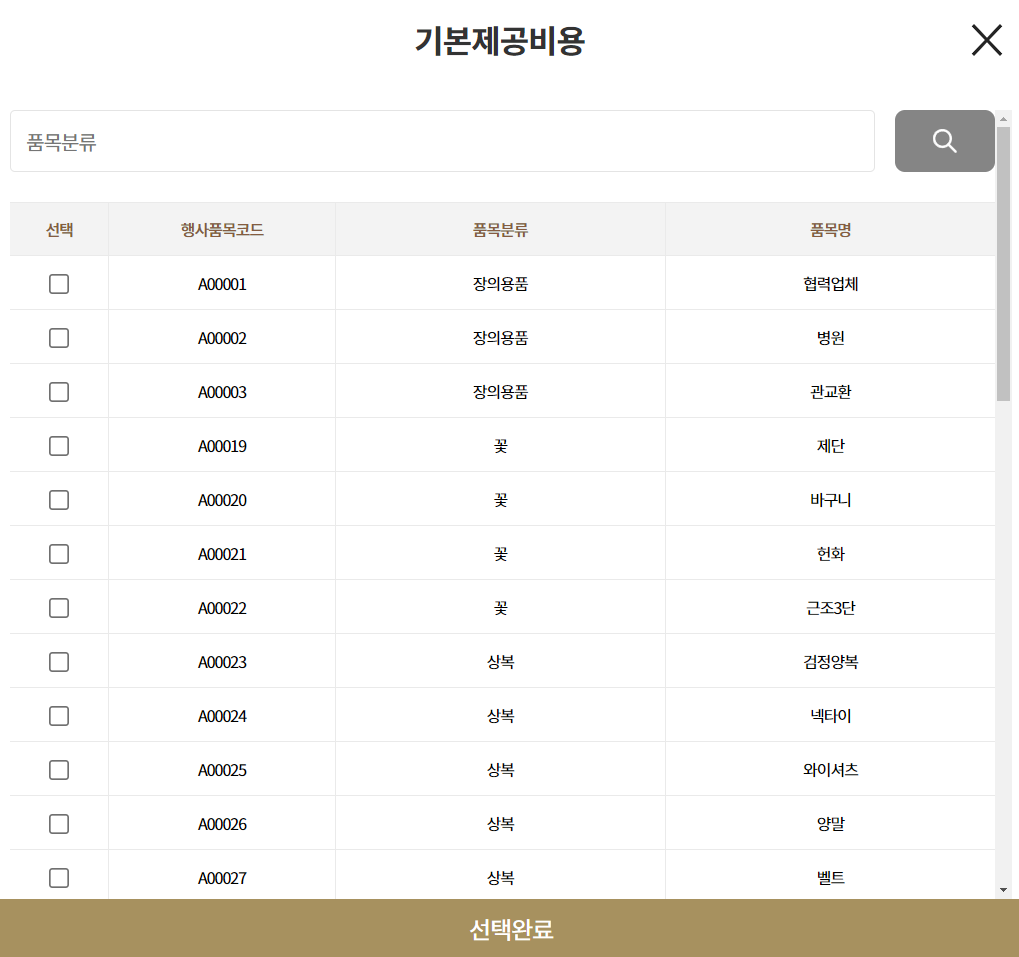 기본제공비용
품목분류
선택 행사품목코드 품목분류 품목명
A00001 장의용품 협력업체
A00002 장의용품 병원
A00003 장의용품 관교환
A00019 꽃 제단
A00020 꽃 바구니
A00021 꽃 헌화
A00022 꽃 근조3단
A00023 상복 검정양복
A00024 상복 넥타이
A00025 상복 와이셔츠
A00026 상복 양말
A00027 상복 벨트
선택완료